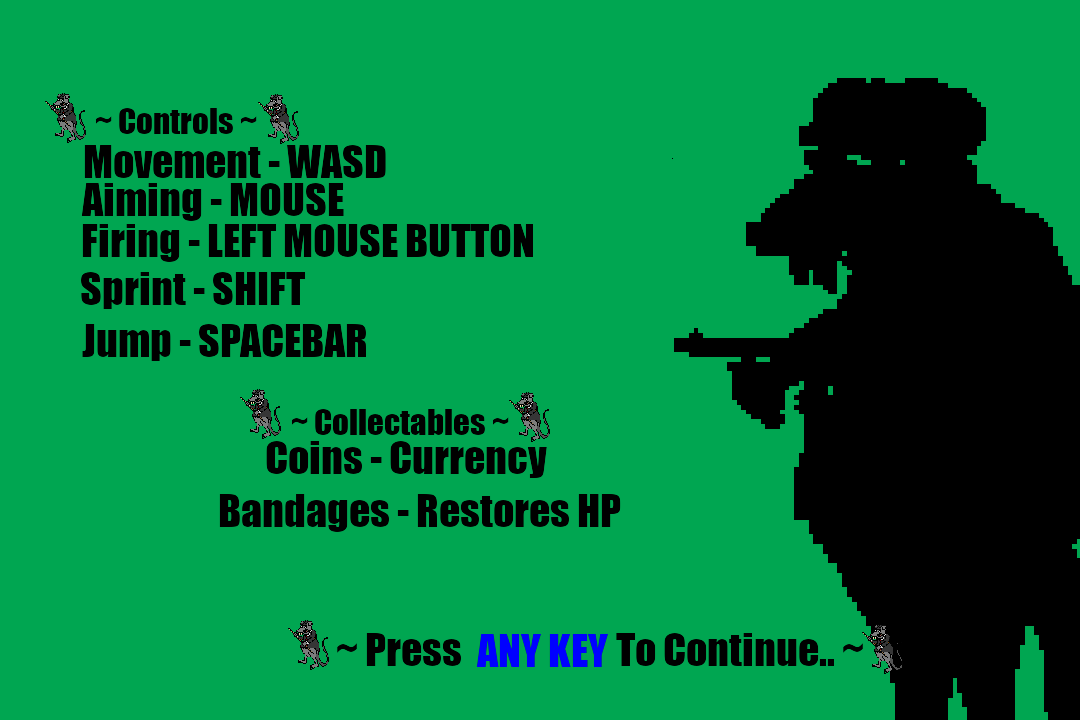 ~ Controls ~
Movement - WASD
Aiming - MOUSE
Firing - LEFT MOUSE BUTTON
Sprint - SHIFT
Jump - SPACEBAR
~ Collectables ~
Coins - Currency
Bandages - Restores HP
~ Press ANY KEY To Continue.. ~